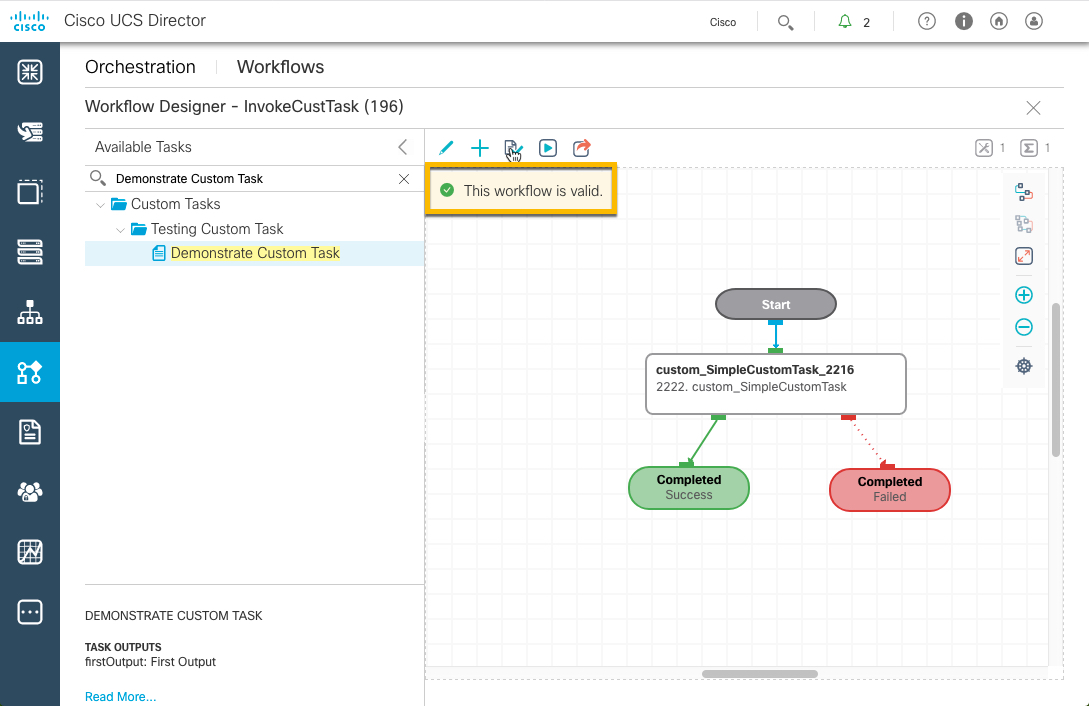 CISCO Cisco UCS Director
Cisco
2
Orchestration Workflows
Workflow Designer - InvokeCustTask (196)
Available Tasks
1 1
Demonstrate Custom Task
This workflow is valid.
Custom Tasks
Testing Custom Task
Demonstrate Custom Task
Start
custom_SimpleCustomTask_2216
2222. custom_SimpleCustomTask
Completed
Success
Completed
Failed
DEMONSTRATE CUSTOM TASK
TASK OUTPUTS
firstOutput: First Output
Read More...